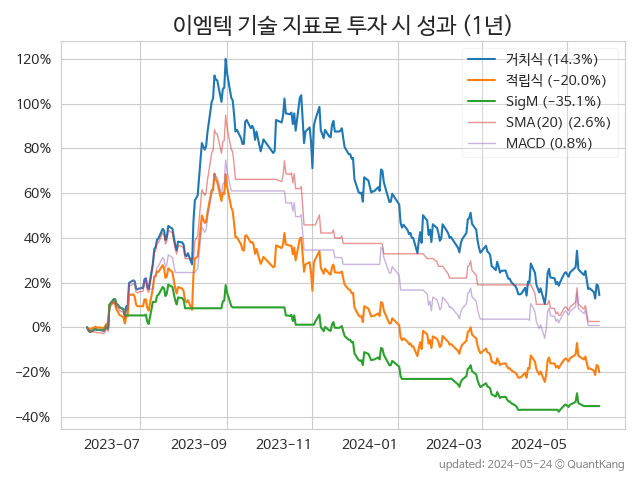 이엠텍 기술 지표로 투자 시 성과 (1년)
120%
100%
80%
60%
40%
20%
0%
−20%
−40%
거치식 (14.3%)
적립식 (−20.0%)
SigM (−35.1%)
SMA(20) (2.6%)
MACD (0.8%)
2023-07
2023-09
2023-11
2024-01
2024-03
2024-05
updated: 2024-05-24 © QuantKang